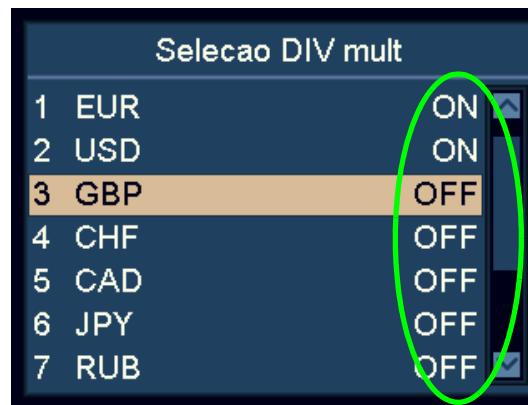 Selecao DIV mult
1 EUR ON
2 USD ON
3 GBP OFF
4 CHF OFF
5 CAD OFF
6 JPY OFF
7 RUB OFF